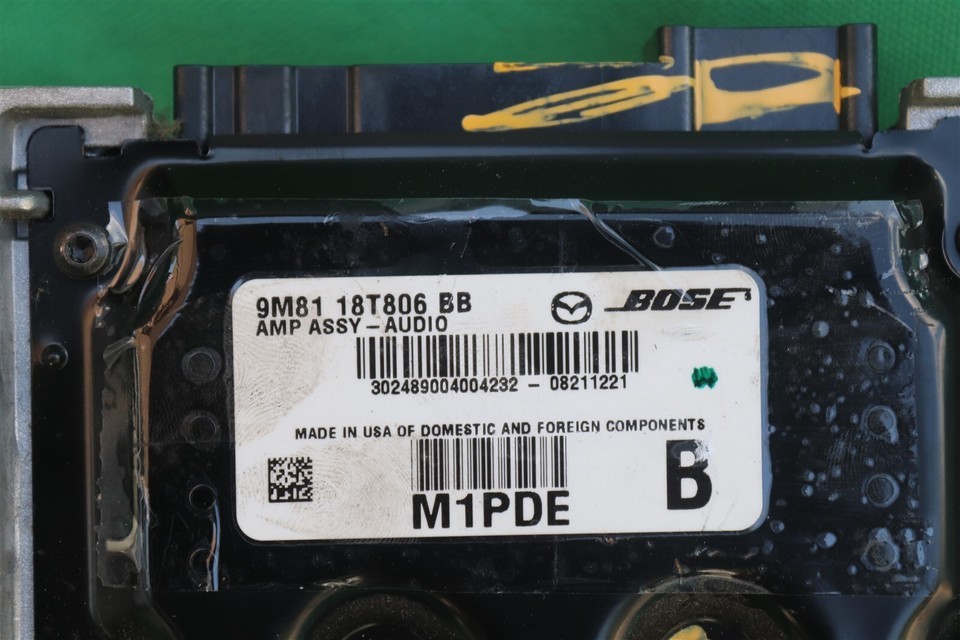 9M81 18T806 BB
BOSE
AMP ASSY - AUDIO
302489004004232 - 08211221
MADE IN USA OF DOMESTIC AND FOREIGN COMPONENTS
B
M1PDE